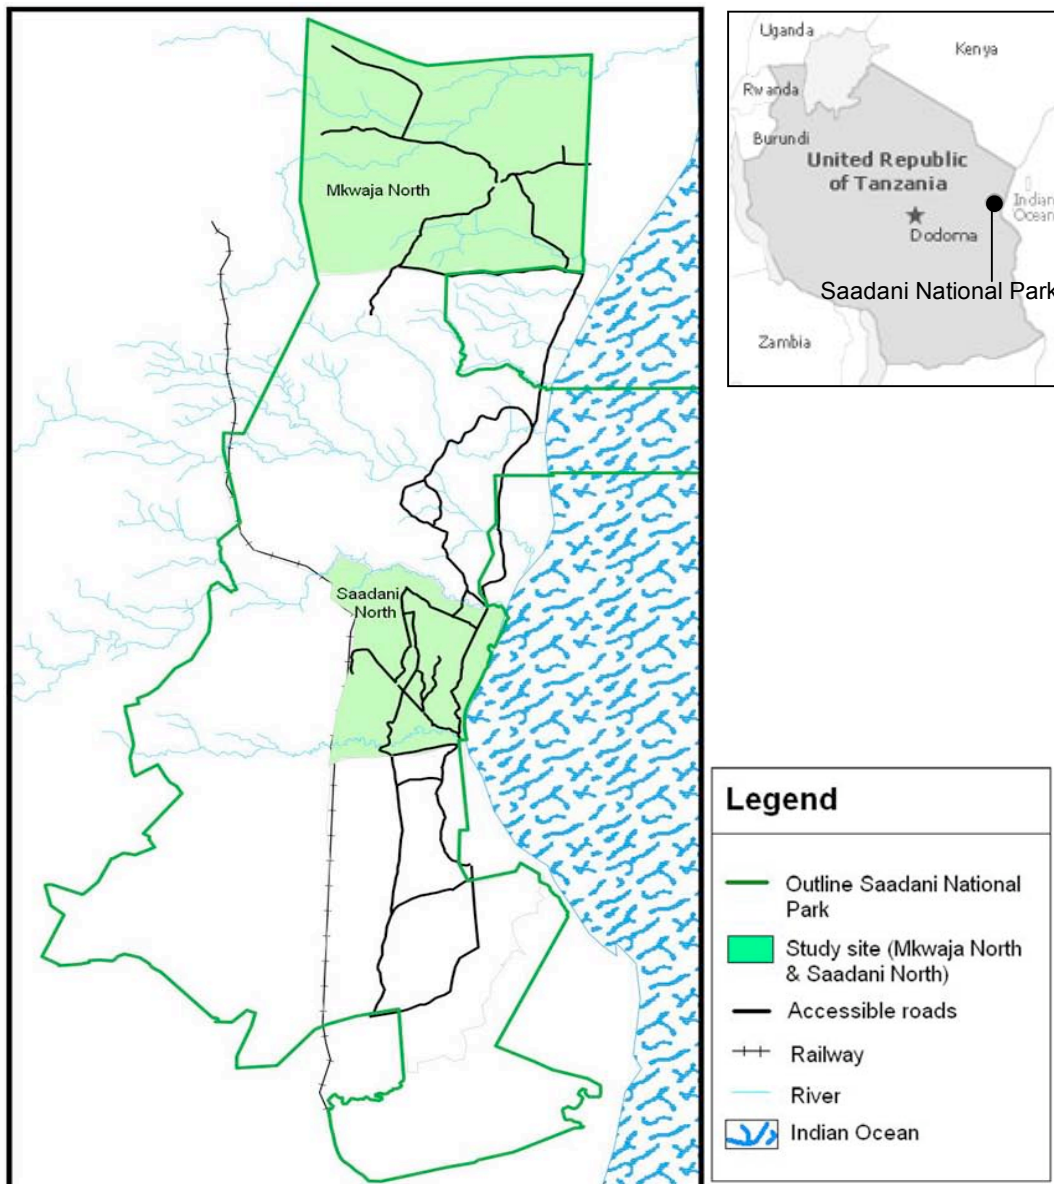 Mkwaja North
Saadani
North
Uganda
Kenya
Rwanda
Burundi
United Republic
of Tanzania
Indian
Ocean
Dodoma
Saadani National Park
Zambia
Legend
Outline Saadani National
Park
Study site (Mkwaja North
& Saadani North)
Accessible roads
Railway
River
Indian Ocean